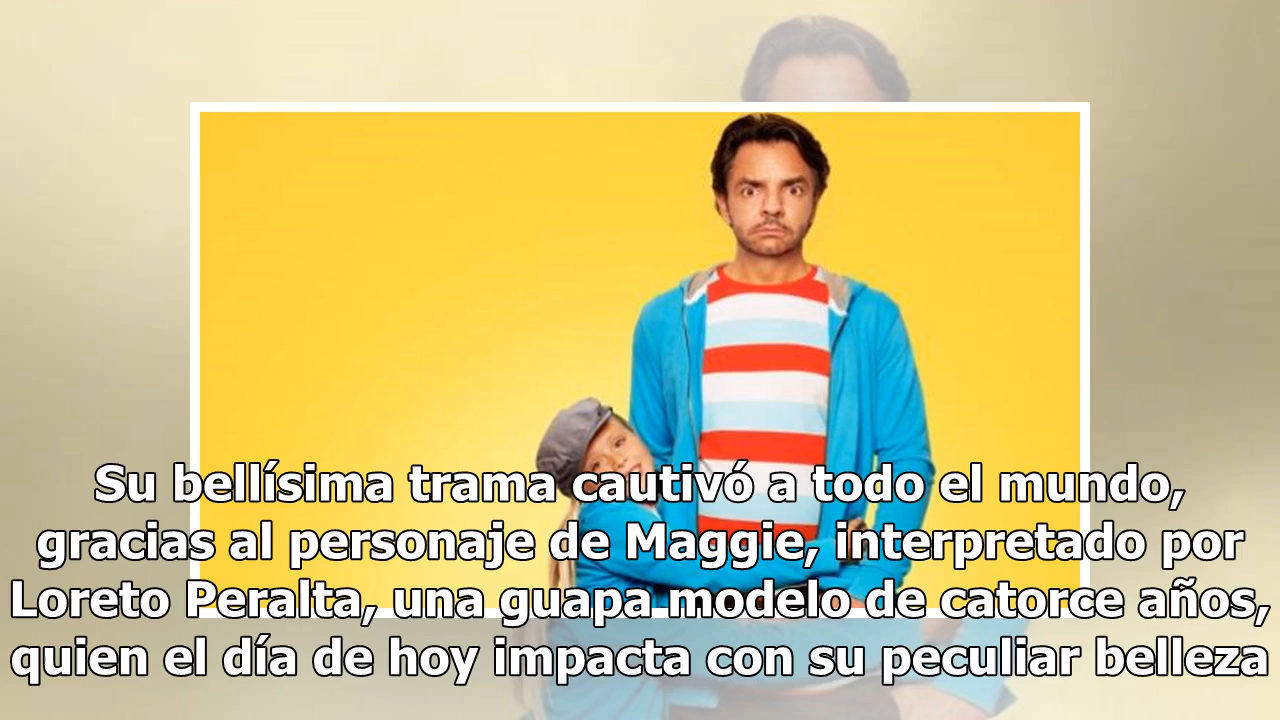 Su bellísima trama cautivó a todo el mundo,
gracias al personaje de Maggie, interpretado por
Loreto Peralta, una guapa modelo de catorce años,
quien el día de hoy impacta con su peculiar belleza